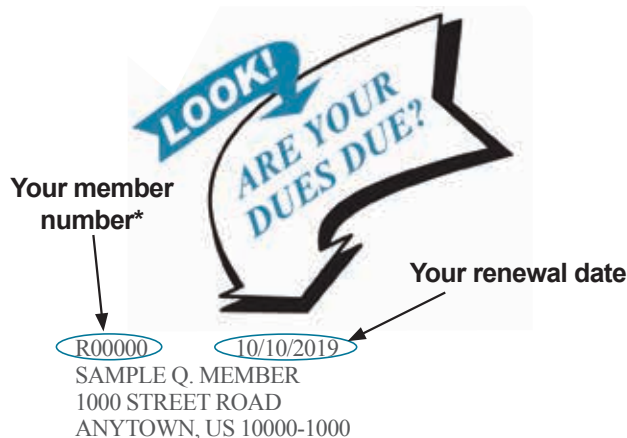 LOOK!
ARE YOUR
DUES DUE?
Your member
number*
Your renewal date
R00000 10/10/2019
SAMPLE Q. MEMBER
1000 STREET ROAD
ANYTOWN, US 10000-1000